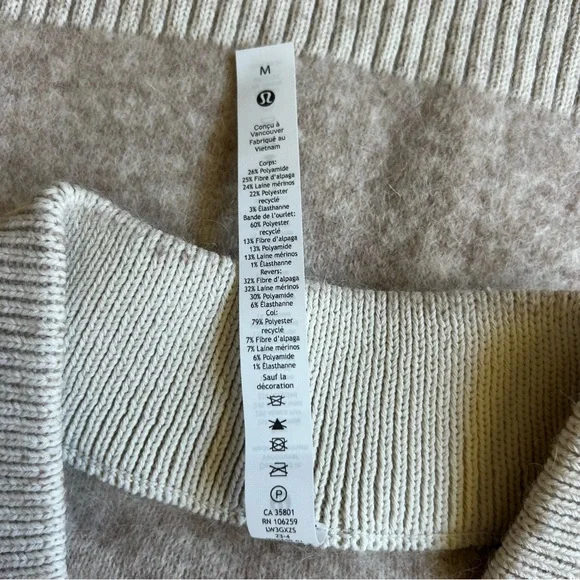 M
Conçu à
Vancouver
Fabriqué au
Vietnam
Corps:
26% Polyamide
25% Fibre d'alpaga
24% Laine mérinos
22% Polyester
recyclé
3% Élasthanne
Bande de l'ourlet:
60% Polyester
recyclé
13% Fibre d'alpaga
13% Polyamide
13% Laine mérinos
1% Élasthanne
Revers:
32% Fibre d'alpaga
32% Laine mérinos
30% Polyamide
6% Élasthanne
Col:
79% Polyester
recyclé
7% Fibre d'alpaga
7% Laine mérinos
6% Polyamide
1% Élasthanne
Sauf la
décoration
P
CA 35801
RN 106259
LW3GXZS
23-4